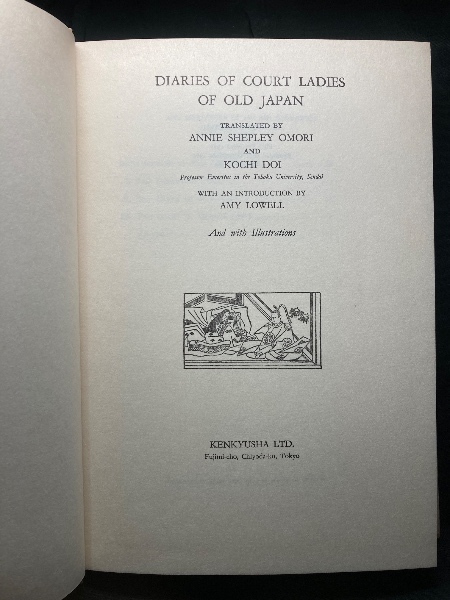 DIARIES OF COURT LADIES
OF OLD JAPAN
TRANSLATED BY
ANNIE SHEPLEY OMORI
AND
KOCHI DOI
Professor Emeritus in the Tohoku University, Sendai
WITH AN INTRODUCTION BY
AMY LOWELL
And with Illustrations
KENKYUSHA LTD.
Fujimi-cho, Chiyoda-ku, Tokyo